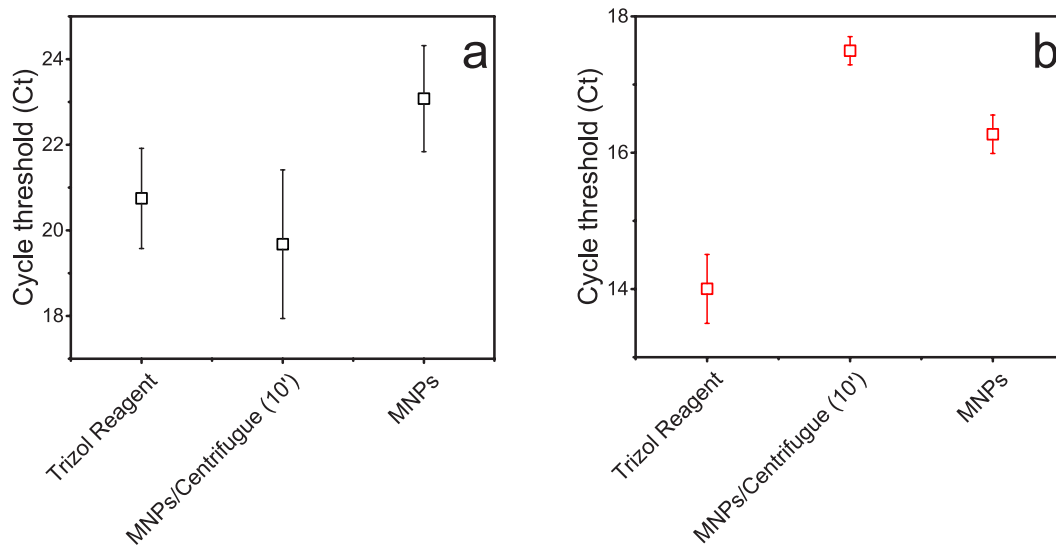 a
Cycle threshold (Ct)
24
22
20
18
Trizol Reagent
MNPs/Centrifugue (10')
MNPs
b
Cycle threshold (Ct)
18
16
14
Trizol Reagent
MNPs/Centrifugue (10')
MNPs